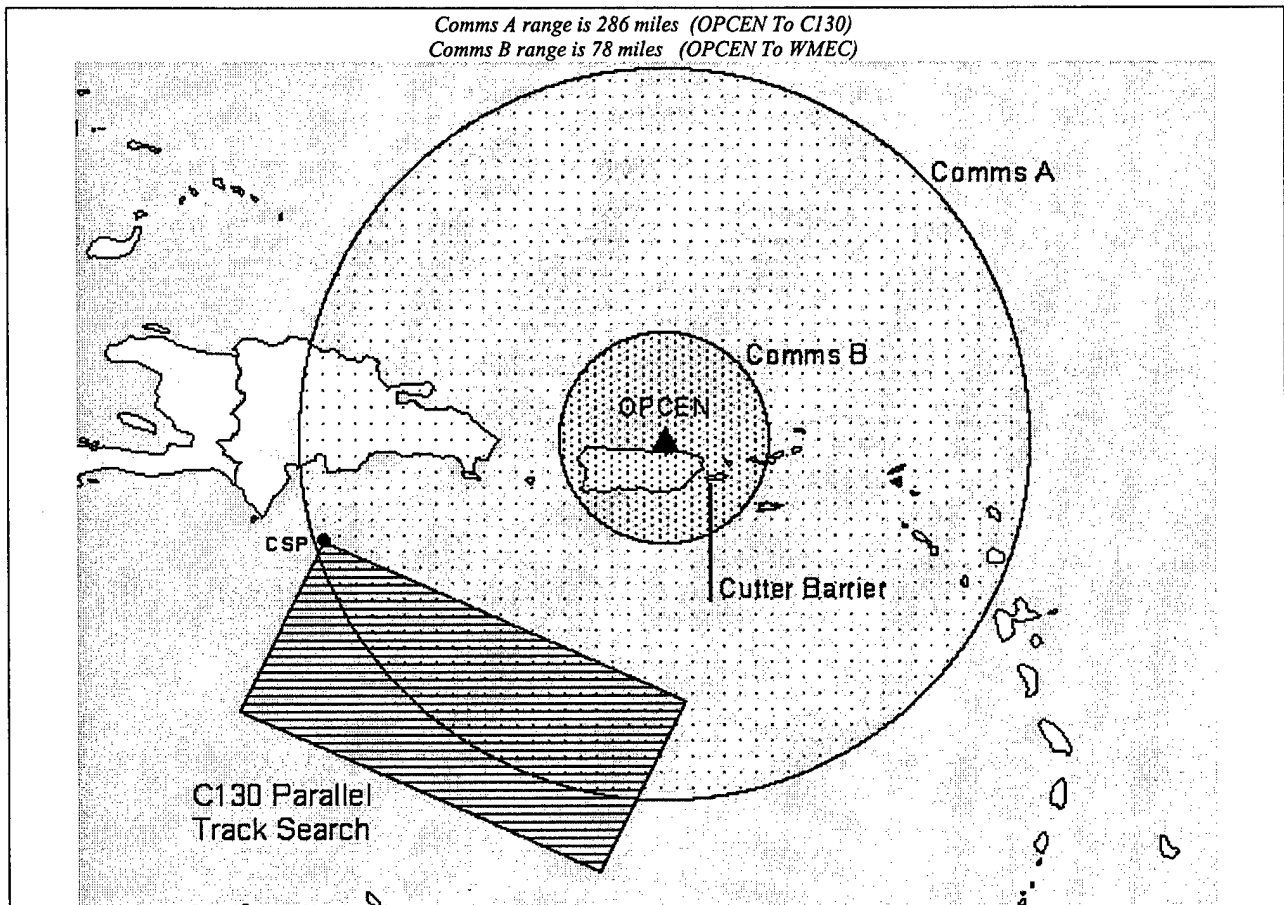 Comms A range is 286 miles (OPCEN To C130)
Comms B range is 78 miles (OPCEN To WMEC)
Comms A
Comms B
OPCEN
CSP
Cutter Barrier
C130 Parallel
Track Search